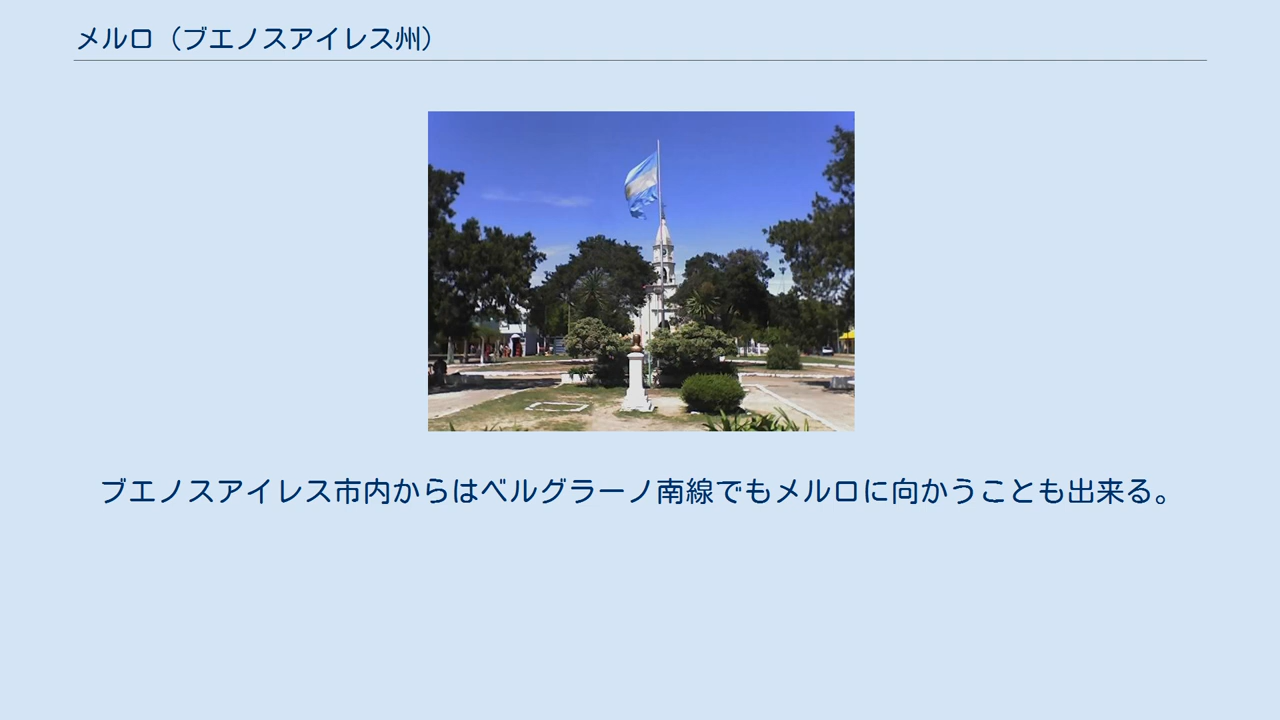 メルロ（ブエノスアイレス州）
ブエノスアイレス市内からはベルグラーノ南線でもメルロに向かうことも出来る。